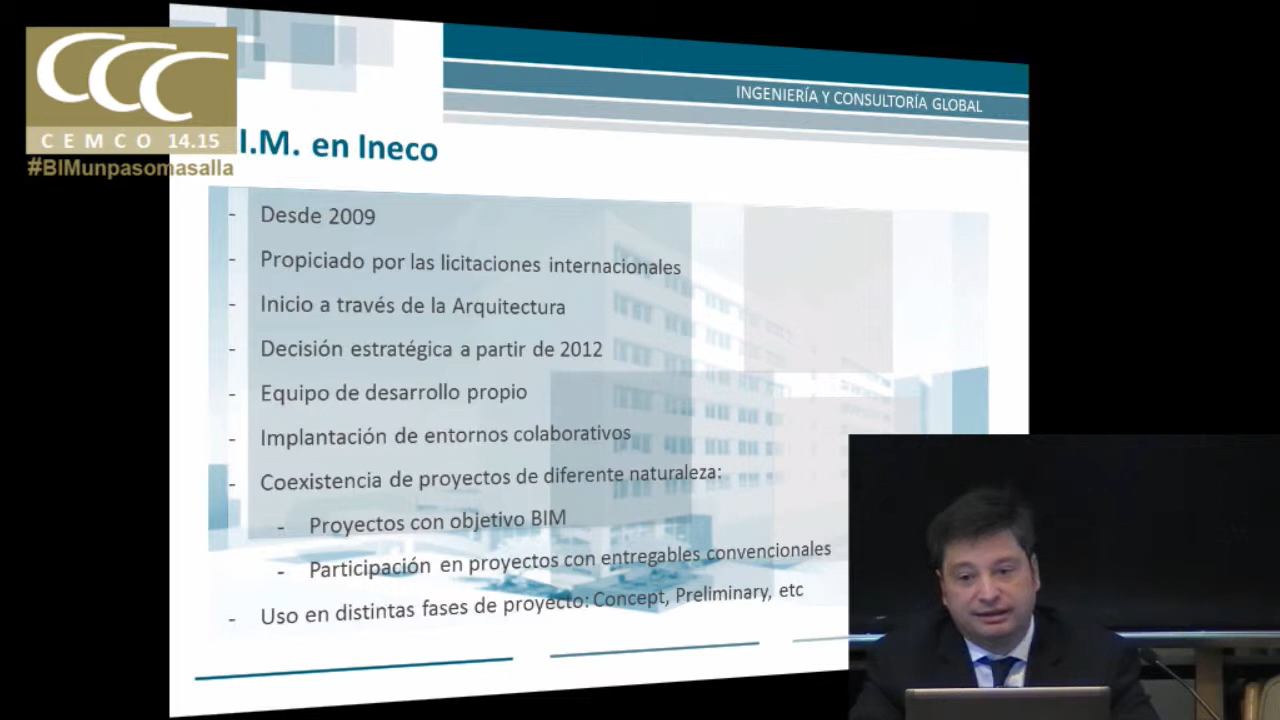 CCC
CEMCO 14.15
#BIMunpasomasalla
INGENIERÍA Y CONSULTORÍA GLOBAL
I.M. en Ineco
- Desde 2009
- Propiciado por las licitaciones internacionales
- Inicio a través de la Arquitectura
- Decisión estratégica a partir de 2012
- Equipo de desarrollo propio
- Implantación de entornos colaborativos
- Coexistencia de proyectos de diferente naturaleza:
- Proyectos con objetivo BIM
- Participación en proyectos con entregables convencionales
- Uso en distintas fases de proyecto: Concept, Preliminary, etc